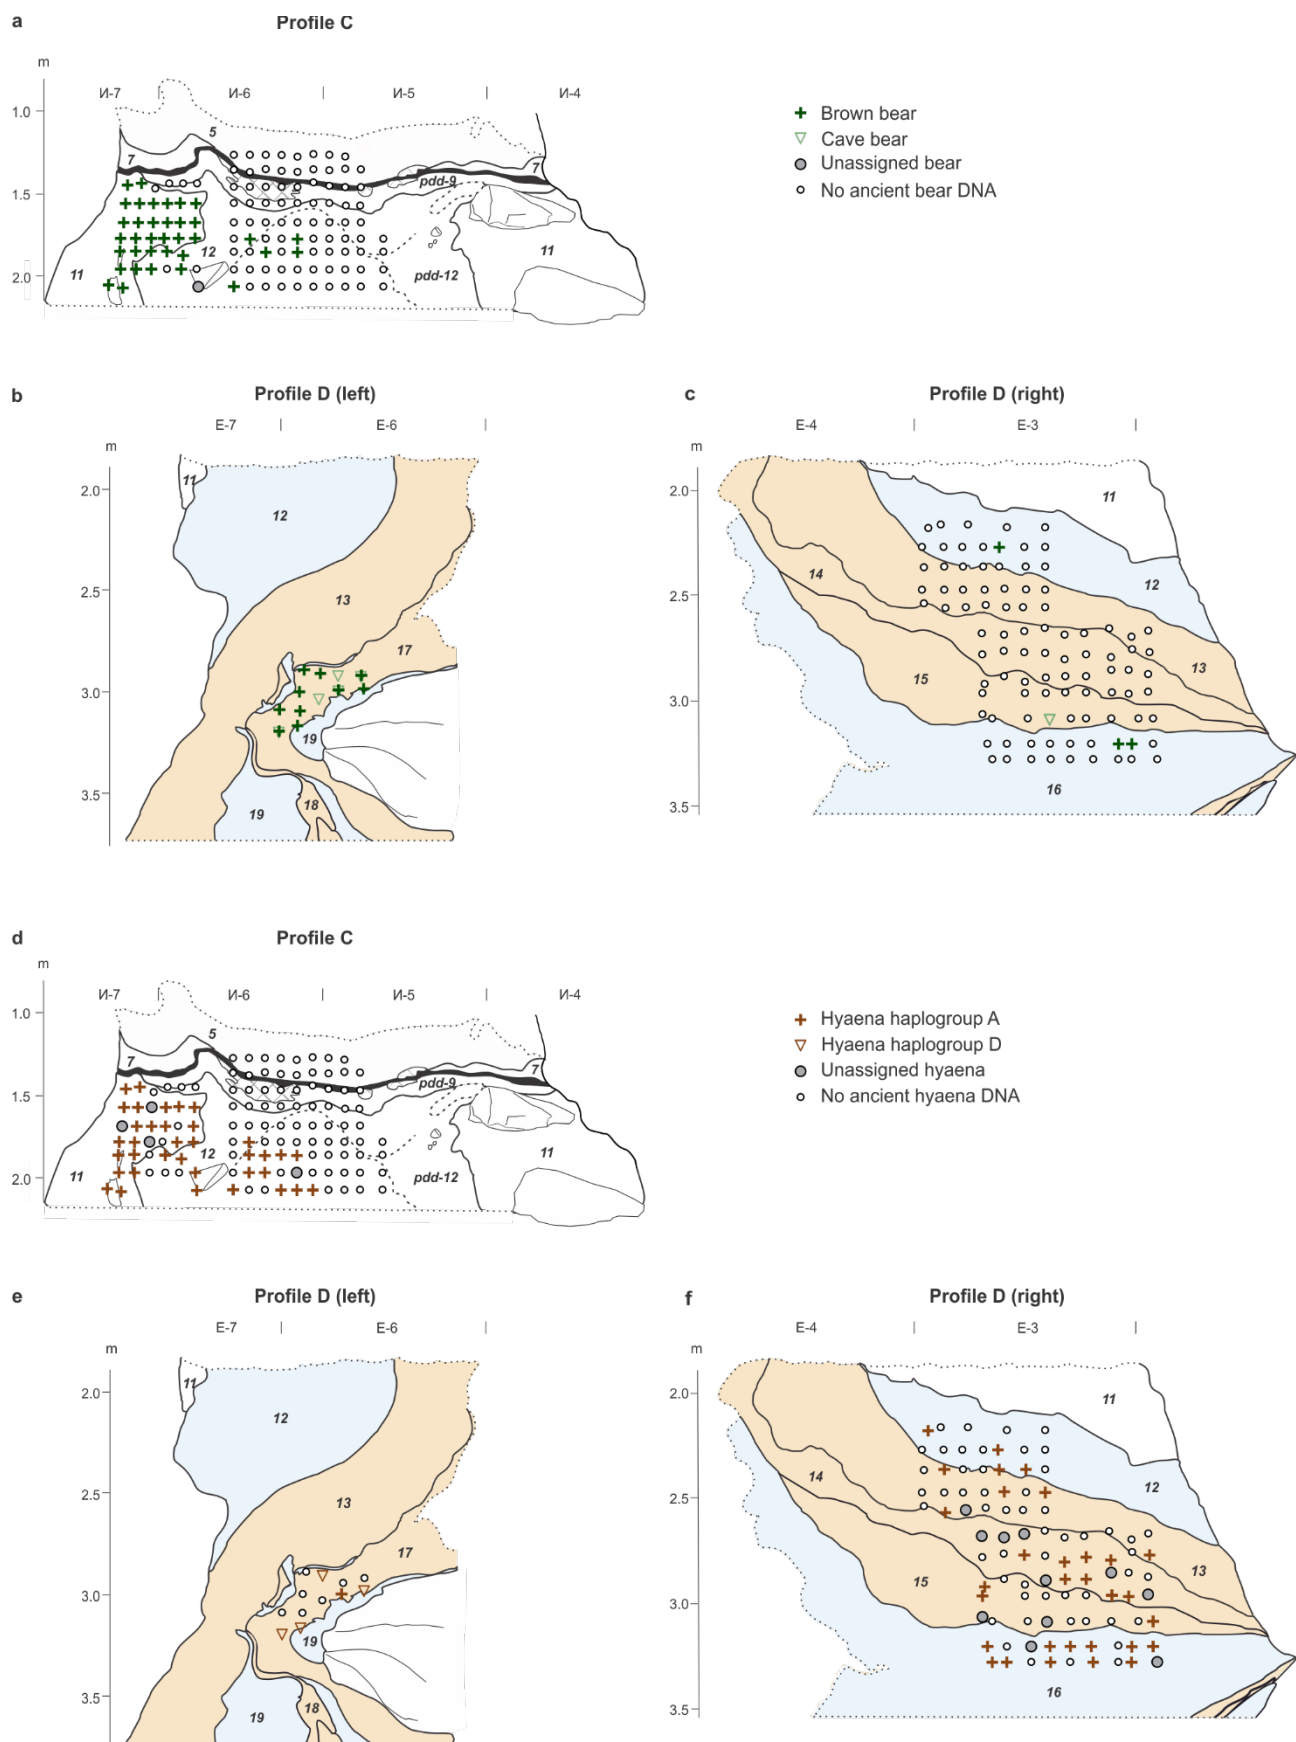 a
Profile C
m
И-7 | И-6 | И-5 | И-4
1.0
1.5
2.0
5
7
7
pdd-9
12
11
11
pdd-12
Brown bear
Cave bear
Unassigned bear
No ancient bear DNA
b
Profile D (left)
E-7 | E-6 |
m
2.0
2.5
3.0
3.5
11
12
13
17
19
19
18
c
Profile D (right)
E-4 | E-3 |
m
2.0
2.5
3.0
3.5
11
12
14
13
15
16
d
Profile C
m
И-7 | И-6 | И-5 | И-4
1.0
1.5
2.0
5
7
7
pdd-9
12
11
11
pdd-12
Hyaena haplogroup A
Hyaena haplogroup D
Unassigned hyaena
No ancient hyaena DNA
e
Profile D (left)
E-7 | E-6 |
m
2.0
2.5
3.0
3.5
11
12
13
17
19
19
18
f
Profile D (right)
E-4 | E-3 |
m
2.0
2.5
3.0
3.5
11
12
14
13
15
16